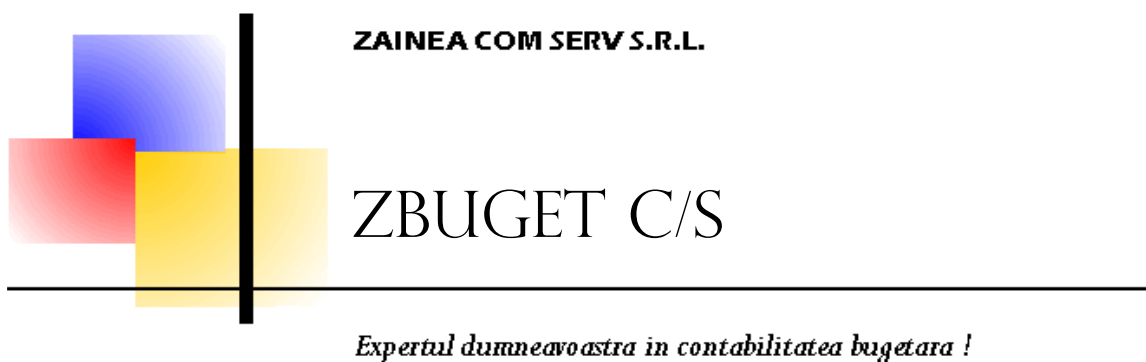 ZAINEA COM SERV S.R.L.
ZBUGET C/S
Expertul dumneavoastra in contabilitatea bugetara !